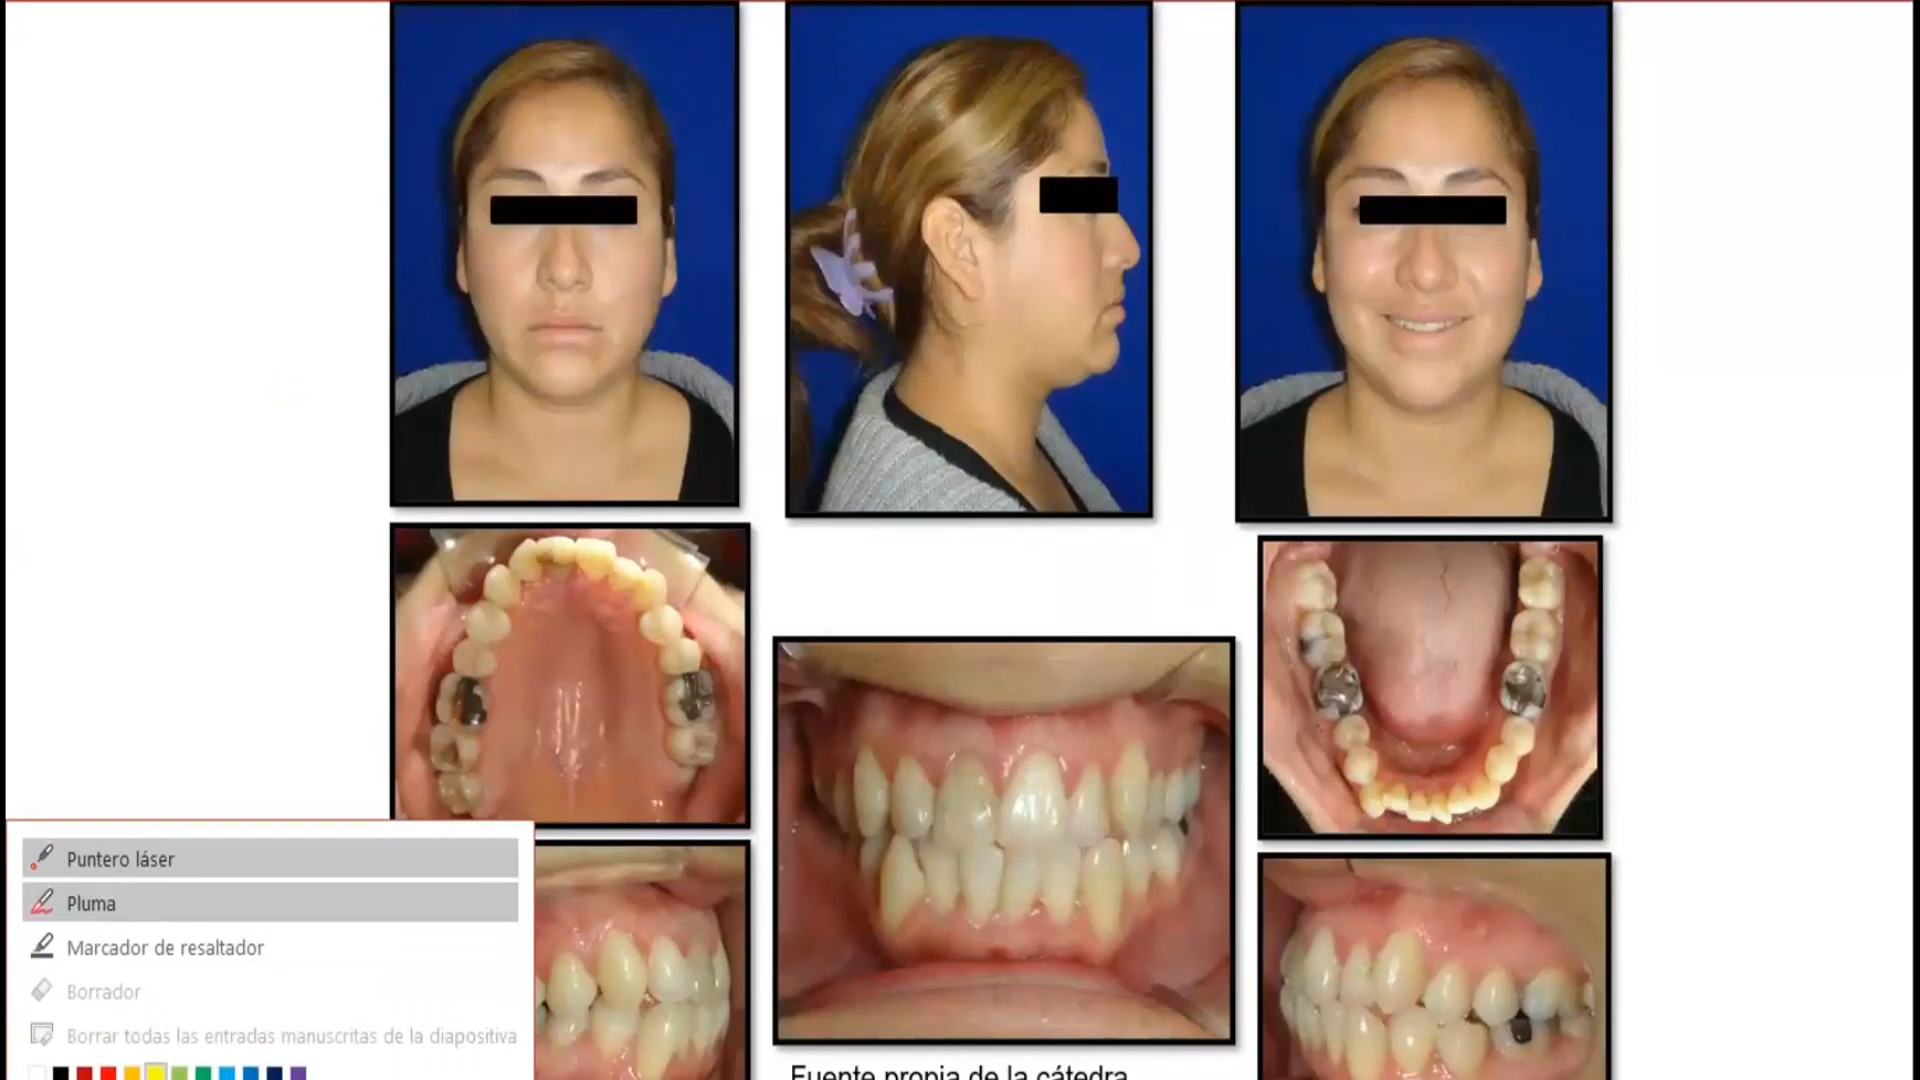 Puntero láser
Pluma
Marcador de resaltador
Borrador
Borrar todas las entradas manuscritas de la diapositiva
Fuente propia de la cátedra